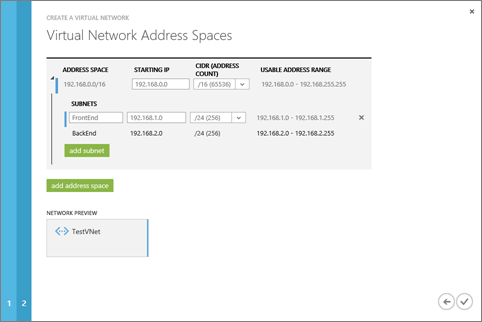 CREATE A VIRTUAL NETWORK
Virtual Network Address Spaces
ADDRESS SPACE STARTING IP CIDR (ADDRESS COUNT) USABLE ADDRESS RANGE
192.168.0.0/16 192.168.0.0 /16 (65536) 192.168.0.0 - 192.168.255.255
SUBNETS
FrontEnd 192.168.1.0 /24 (256) 192.168.1.0 - 192.168.1.255
BackEnd 192.168.2.0 /24 (256) 192.168.2.0 - 192.168.2.255
add subnet
add address space
NETWORK PREVIEW
TestVNet
1 2